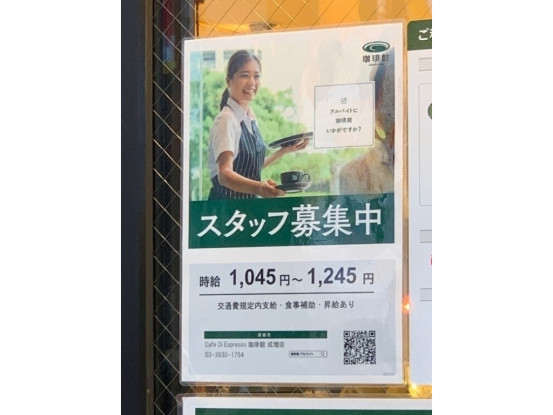 珈琲館
アルバイトに
珈琲館
いかがですか?
スタッフ募集中
時給 1,045円~1,245円
交通費規定内支給・食事補助・昇給あり
連絡先
Cafe Di Espresso 珈琲館 成増店
03-3930-1754